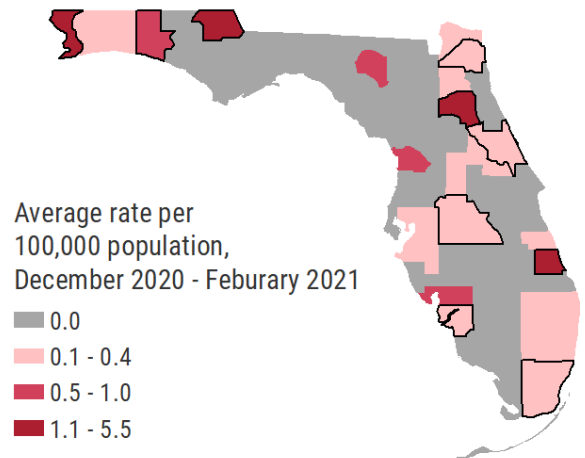 Average rate per
100,000 population,
December 2020 - Feburary 2021
0.0
0.1 - 0.4
0.5 - 1.0
1.1 - 5.5